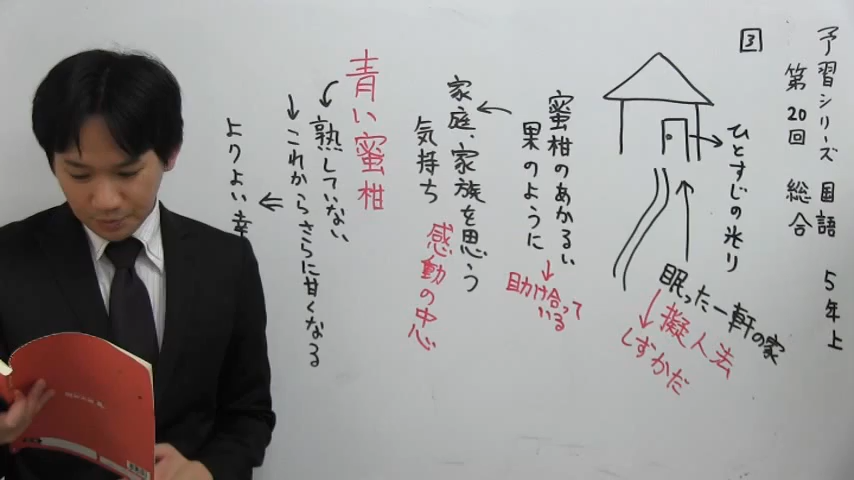 予習シリーズ 国語 5年上
第20回 総合
3
ひとすじの光り
眠った一軒の家
擬人法
しずかだ
蜜柑のあかるい
果のように
助け合って
いる
家庭、家族を思う
気持ち
感動の中心
青い蜜柑
熟していない
これからさらに甘くなる
よりよい幸